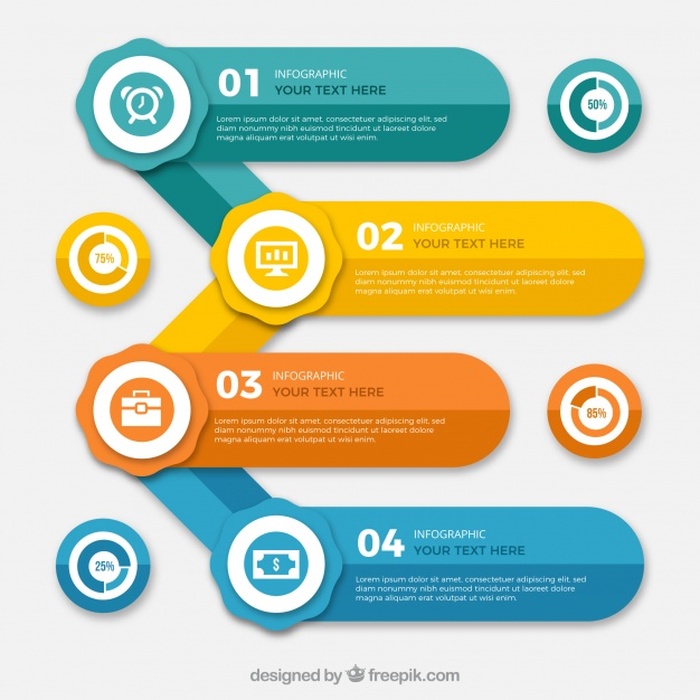 01
INFOGRAPHIC
YOUR TEXT HERE
Lorem ipsum dolor sit amet, consectetuer adipiscing elit, sed
diam nonummy nibh euismod tincidunt ut laoreet dolore
magna aliquam erat volutpat ut wisi enim.
50%
02
INFOGRAPHIC
YOUR TEXT HERE
Lorem ipsum dolor sit amet, consectetuer adipiscing elit, sed
diam nonummy nibh euismod tincidunt ut laoreet dolore
magna aliquam erat volutpat ut wisi enim.
75%
03
INFOGRAPHIC
YOUR TEXT HERE
Lorem ipsum dolor sit amet, consectetuer adipiscing elit, sed
diam nonummy nibh euismod tincidunt ut laoreet dolore
magna aliquam erat volutpat ut wisi enim.
85%
04
INFOGRAPHIC
YOUR TEXT HERE
Lorem ipsum dolor sit amet, consectetuer adipiscing elit, sed
diam nonummy nibh euismod tincidunt ut laoreet dolore
magna aliquam erat volutpat ut wisi enim.
$
25%
designed by freepik.com